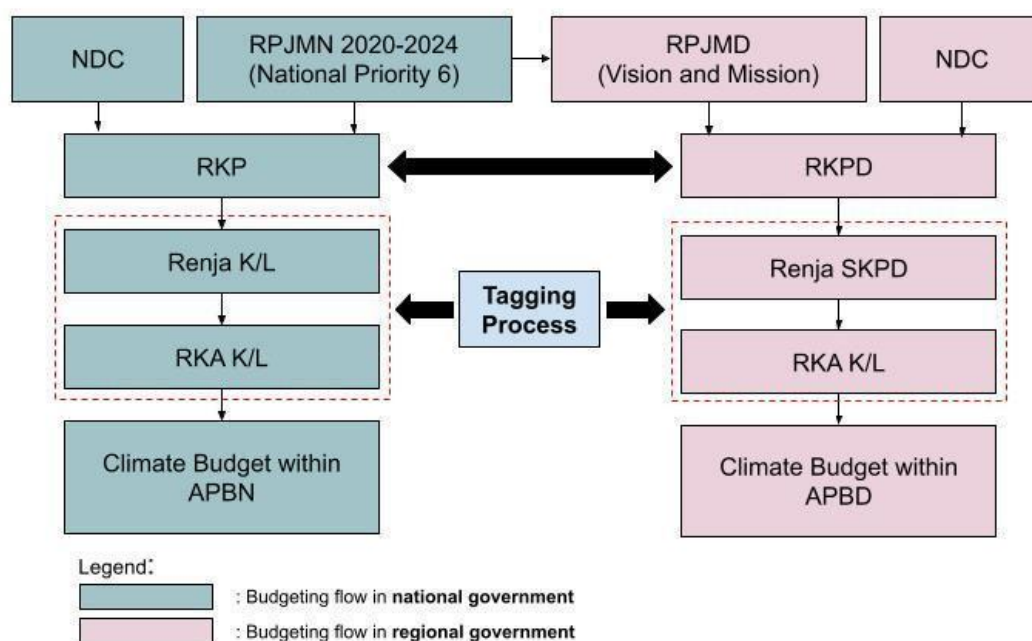 NDC
RPJMN 2020-2024
(National Priority 6)
RPJMD
(Vision and Mission)
NDC
RKP
RKPD
Renja K/L
Renja SKPD
Tagging
Process
RKA K/L
RKA K/L
Climate Budget within
APBN
Climate Budget within
APBD
Legend:
: Budgeting flow in national government
: Budgeting flow in regional government